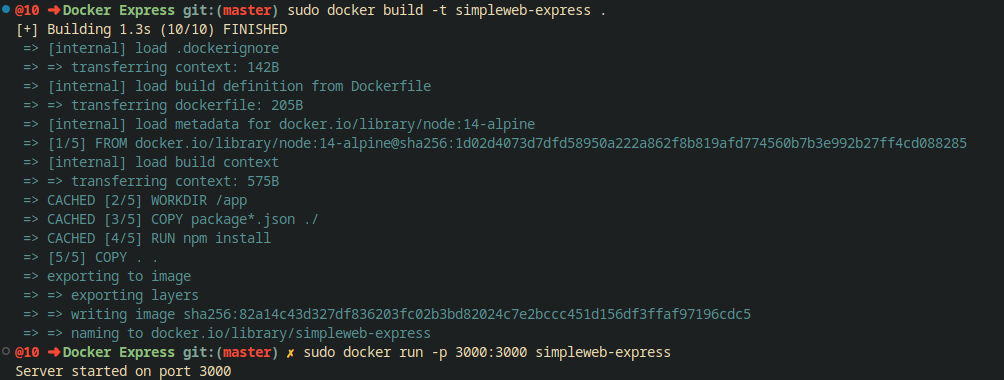 @10 ➜Docker Express git:(master) sudo docker build -t simpleweb-express .
[+] Building 1.3s (10/10) FINISHED
=> [internal] load .dockerignore
=> => transferring context: 142B
=> [internal] load build definition from Dockerfile
=> => transferring dockerfile: 205B
=> [internal] load metadata for docker.io/library/node:14-alpine
=> [1/5] FROM docker.io/library/node:14-alpine@sha256:1d02d4073d7dfd58950a222a862f8b819afd774560b7b3e992b27ff4cd088285
=> [internal] load build context
=> => transferring context: 575B
=> CACHED [2/5] WORKDIR /app
=> CACHED [3/5] COPY package*.json ./
=> CACHED [4/5] RUN npm install
=> [5/5] COPY . .
=> exporting to image
=> => exporting layers
=> => writing image sha256:82a14c43d327df836203fc02b3bd82024c7e2bccc451d156df3ffaf97196cdc5
=> => naming to docker.io/library/simpleweb-express
@10 ➜Docker Express git:(master) ✗ sudo docker run -p 3000:3000 simpleweb-express
Server started on port 3000